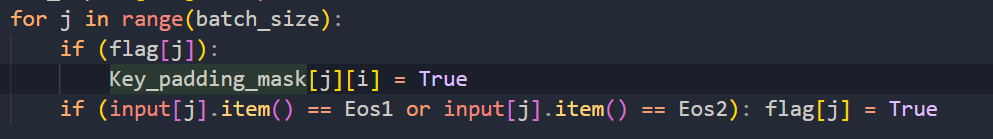 for j in range(batch_size):
    if (flag[j]):
        Key_padding_mask[j][i] = True
    if (input[j].item() == Eos1 or input[j].item() == Eos2): flag[j] = True